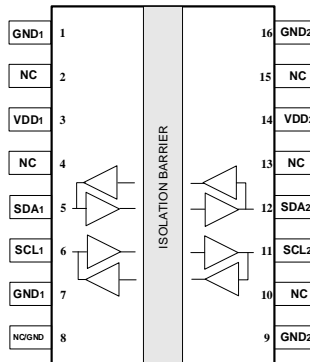 GND1 1 16 GND2
NC 2 15 NC
VDD1 3 14 VDD2
NC 4 13 NC
SDA1 5 12 SDA2
SCL1 6 11 SCL2
GND1 7 10 NC
NC/GND 8 9 GND2
ISOLATION BARRIER